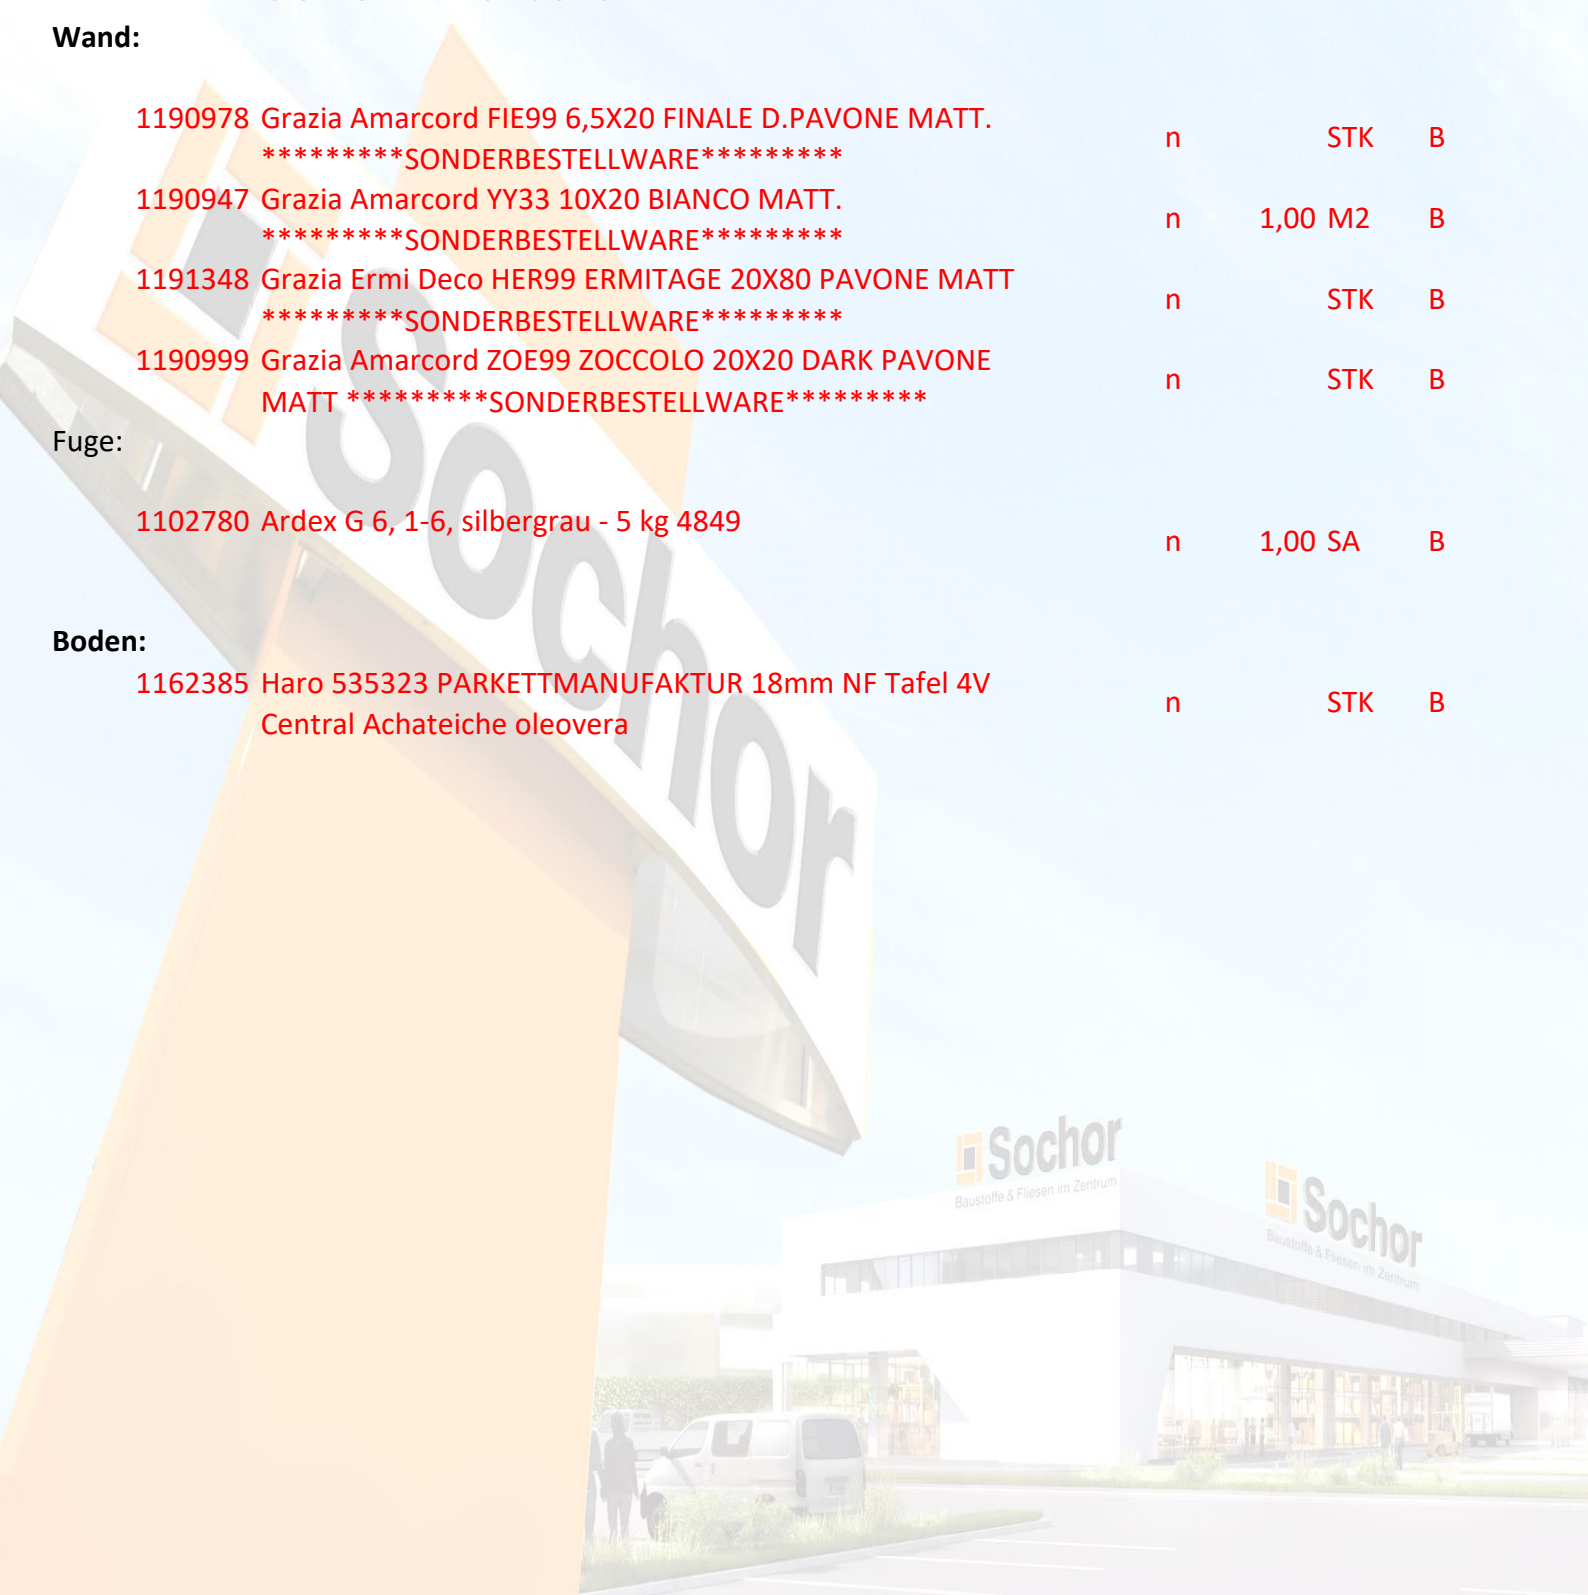 Wand:
1190978 Grazia Amarcord FIE99 6,5X20 FINALE D.PAVONE MATT.
*********SONDERBESTELLWARE********* n STK B
1190947 Grazia Amarcord YY33 10X20 BIANCO MATT.
*********SONDERBESTELLWARE********* n 1,00 M2 B
1191348 Grazia Ermi Deco HER99 ERMITAGE 20X80 PAVONE MATT
*********SONDERBESTELLWARE********* n STK B
1190999 Grazia Amarcord ZOE99 ZOCCOLO 20X20 DARK PAVONE
MATT *********SONDERBESTELLWARE********* n STK B
Fuge:
1102780 Ardex G 6, 1-6, silbergrau - 5 kg 4849
n 1,00 SA B
Boden:
1162385 Haro 535323 PARKETTMANUFAKTUR 18mm NF Tafel 4V
Central Achateiche oleovera n STK B
Sochor
Sochor
Baustoffe & Fliesen im Zentrum
Sochor
Baustoffe & Fliesen im Zentrum